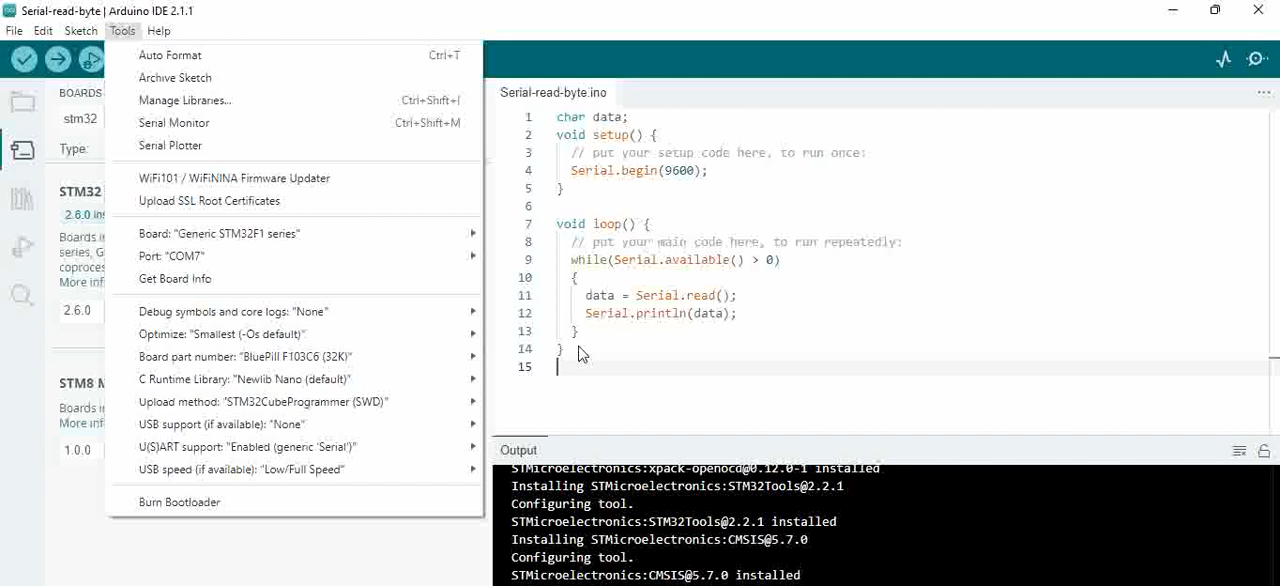 Serial-read-byte | Arduino IDE 2.1.1
File Edit Sketch Tools Help
Auto Format Ctrl+T
Archive Sketch
Manage Libraries... Ctrl+Shift+I
Serial Monitor Ctrl+Shift+M
Serial Plotter
WiFi101 / WiFiNINA Firmware Updater
Upload SSL Root Certificates
Board: "Generic STM32F1 series"
Port: "COM7"
Get Board Info
Debug symbols and core logs: "None"
Optimize: "Smallest (-Os default)"
Board part number: "BluePill F103C6 (32K)"
C Runtime Library: "Newlib Nano (default)"
Upload method: "STM32CubeProgrammer (SWD)"
USB support (if available): "None"
U(S)ART support: "Enabled (generic 'Serial')"
USB speed (if available): "Low/Full Speed"
Burn Bootloader
BOARDS
stm32
Type:
STM32
2.6.0 ins
Boards in
series, G
coproces
More inf
2.6.0
STM8 M
Boards i
More inf
1.0.0
Serial-read-byte.ino
1 char data;
2 void setup() {
3 // put your setup code here, to run once:
4 Serial.begin(9600);
5 }
6
7 void loop() {
8 // put your main code here, to run repeatedly:
9 while(Serial.available() > 0)
10 {
11 data = Serial.read();
12 Serial.println(data);
13 }
14 }
15
Output
STMicroelectronics:xpack-openocd@0.12.0-1 installed
Installing STMicroelectronics:STM32Tools@2.2.1
Configuring tool.
STMicroelectronics:STM32Tools@2.2.1 installed
Installing STMicroelectronics:CMSIS@5.7.0
Configuring tool.
STMicroelectronics:CMSIS@5.7.0 installed